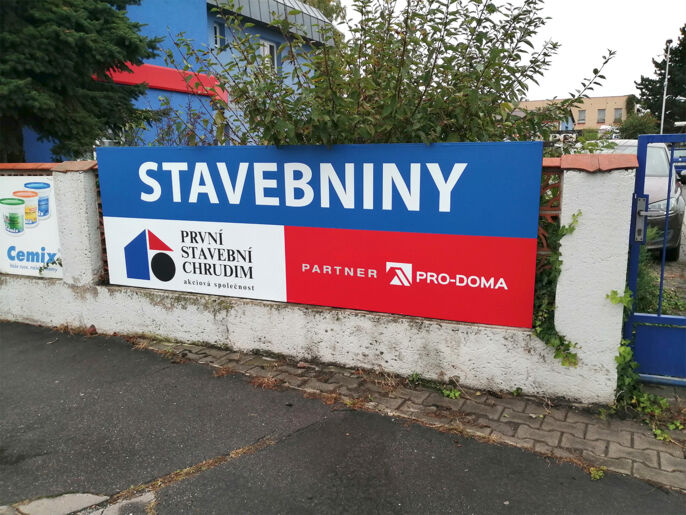 STAVEBNINY
PRVNÍ
STAVEBNÍ
CHRUDIM
akciová společnost
PARTNER PRO-DOMA
Cemix